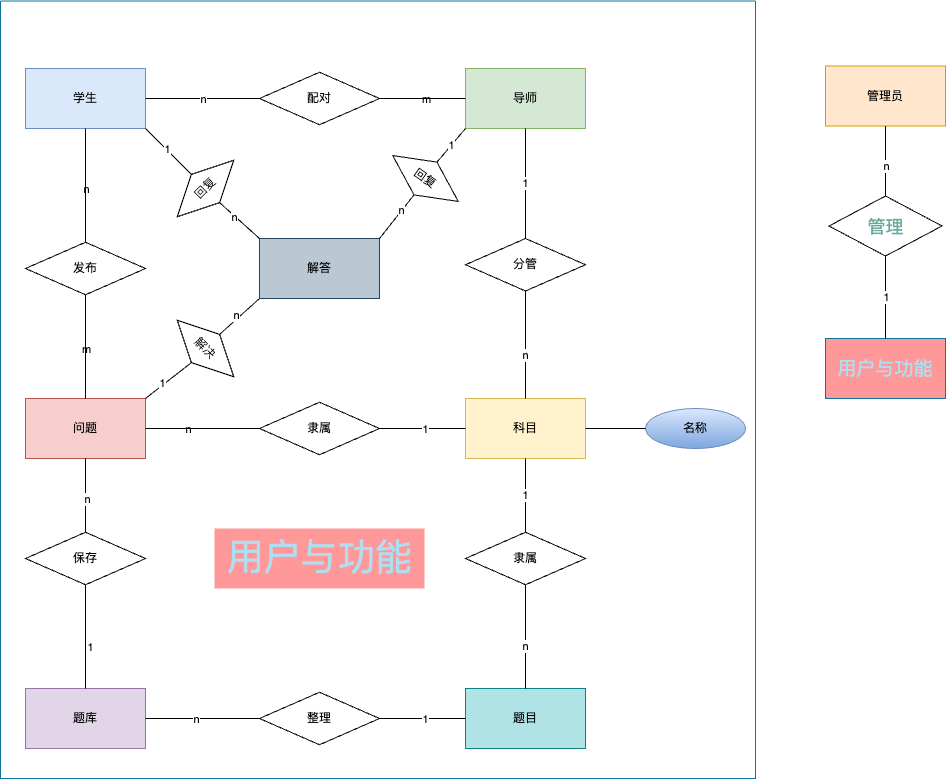 学生
n
配对
m
导师
管理员
1
回复
n
1
回复
n
n
1
n
管理
发布
解答
分管
1
m
n
解决
1
n
用户与功能
问题
n
隶属
1
科目
名称
n
1
保存
用户与功能
隶属
1
n
题库
n
整理
1
题目